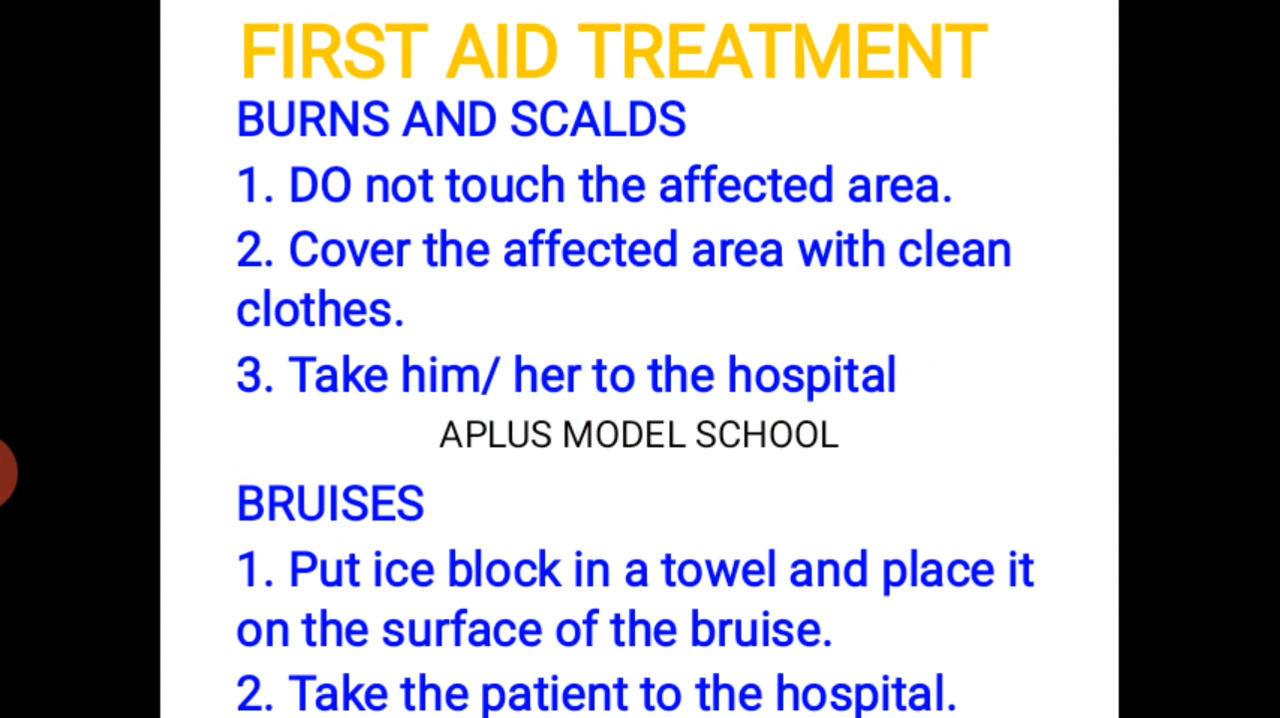 FIRST AID TREATMENT
BURNS AND SCALDS
1. DO not touch the affected area.
2. Cover the affected area with clean
clothes.
3. Take him/ her to the hospital
APLUS MODEL SCHOOL
BRUISES
1. Put ice block in a towel and place it
on the surface of the bruise.
2. Take the patient to the hospital.